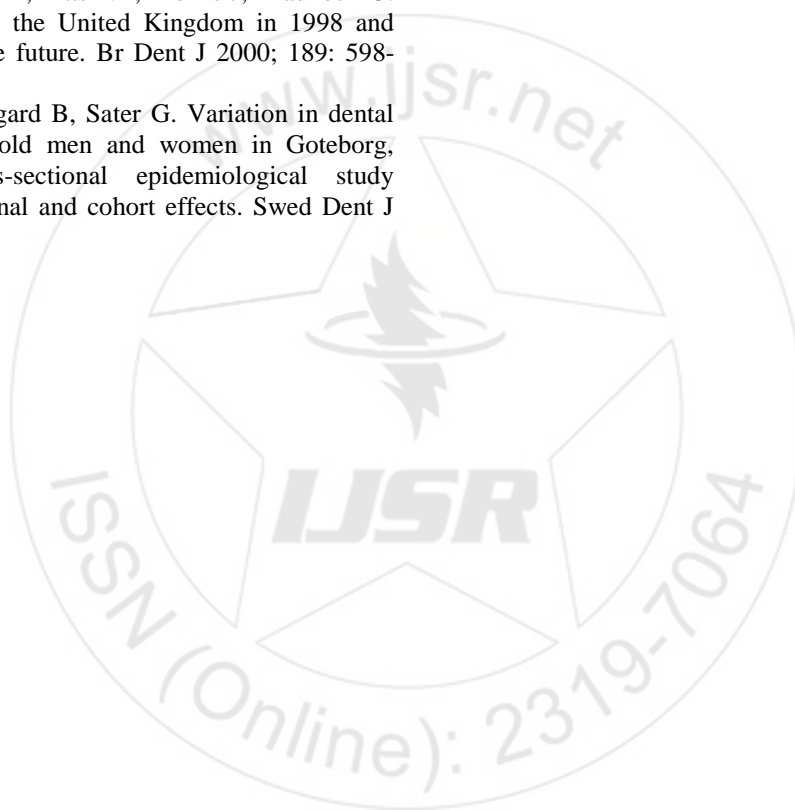 the United Kingdom in 1998 and
e future. Br Dent J 2000; 189: 598-
gard B, Sater G. Variation in dental
old men and women in Goteborg,
s-sectional epidemiological study
nal and cohort effects. Swed Dent J
www.ijsr.net
IJSR
ISSN (Online): 2319-7064